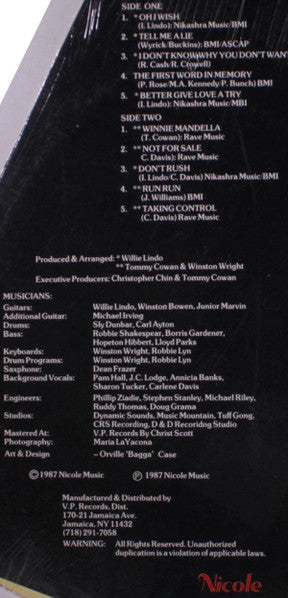 SIDE ONE
1. * OH I WISH
(I. Lindo): Nikashra Music/BMI
2. * TELL ME A LIE
(Wyrick/Buckins): BMI/ASCAP
3. * I DON'T KNOW WHY YOU DON'T WANT
(R. Cash/R. Crowell)
4. THE FIRST WORD IN MEMORY
(P. Rose/M.A. Kennedy/P. Bunch) BMI
5. * BETTER GIVE LOVE A TRY
(I. Lindo): Nikashra Music/MBI
SIDE TWO
1. ** WINNIE MANDELLA
(T. Cowan): Rave Music
2. ** NOT FOR SALE
C. Davis): Rave Music
3. * DON'T RUSH
(I. Lindo/C. Davis) Nikashra Music/BMI
4. ** RUN RUN
(J. Williams) BMI
5. ** TAKING CONTROL
(C. Davis) Rave Music
Produced & Arranged: * Willie Lindo
** Tommy Cowan & Winston Wright
Executive Producers: Christopher Chin & Tommy Cowan
MUSICIANS:
Guitars: Willie Lindo, Winston Bowen, Junior Marvin
Additional Guitar: Michael Irving
Drums: Sly Dunbar, Carl Ayton
Bass: Robbie Shakespear, Borris Gardener,
Hopeton Hibbert, Lloyd Parks
Keyboards: Winston Wright, Robbie Lyn
Drum Programs: Winston Wright, Robbie Lyn
Saxphone: Dean Frazer
Background Vocals: Pam Hall, J.C. Lodge, Annicia Banks,
Sharon Tucker, Carlene Davis
Engineers: Phillip Ziadie, Stephen Stanley, Michael Riley,
Ruddy Thomas, Doug Grama
Studios: Dynamic Sounds, Music Mountain, Tuff Gong,
CRS Recording, D & D Recoridng Studio
Mastered At: V.P. Records By Christ Scott
Photography: Maria LaYacona
Art & Design – Orville 'Bagga' Case
© 1987 Nicole Music ℗ 1987 Nicole Music
Manufactured & Distributed by
V.P. Records, Dist.
170-21 Jamaica Ave.
Jamaica, NY 11432
(718) 291-7058
WARNING: All Rights Reserved. Unauthorized
duplication is a violation of applicable laws.
Nicole